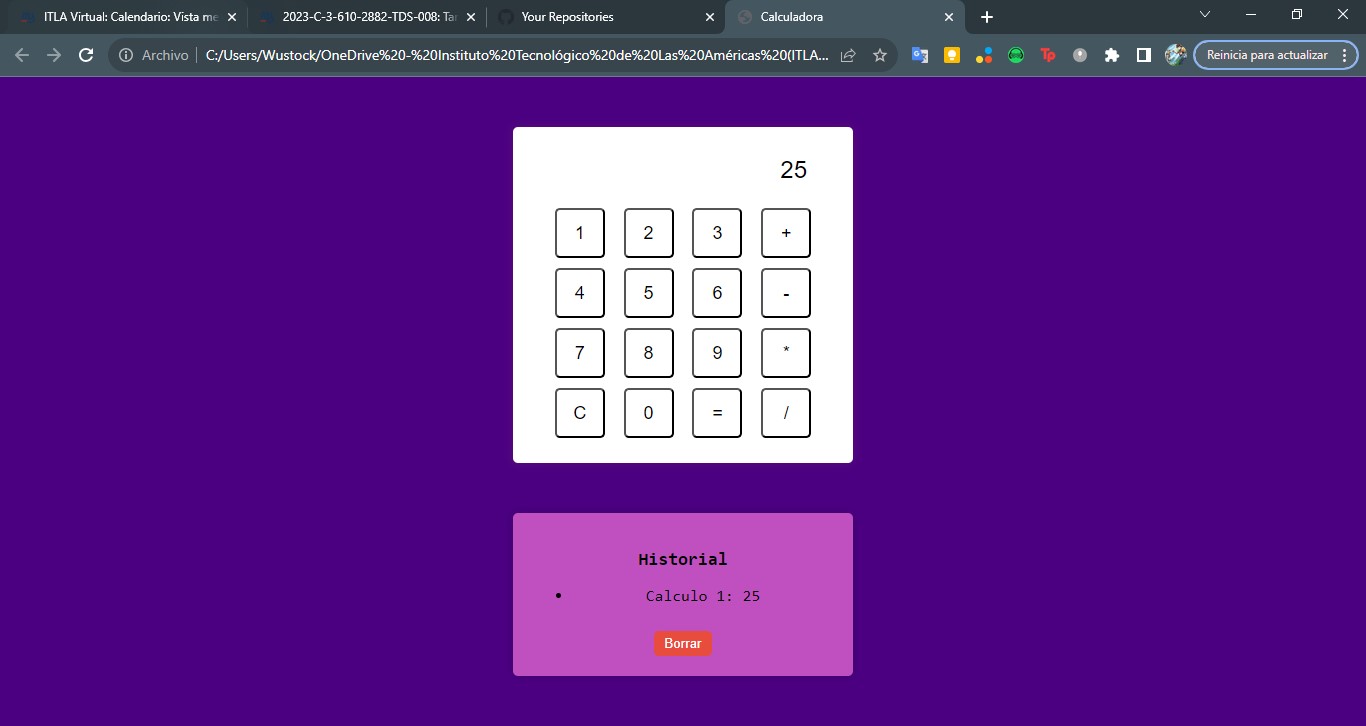 ITLA Virtual: Calendario: Vista me
2023-C-3-610-2882-TDS-008: Tar
Your Repositories
Calculadora
Archivo
C:/Users/Wustock/OneDrive%20-%20Instituto%20Tecnológico%20de%20Las%20Américas%20(ITLA...
Tp
Reinicia para actualizar
25
1 2 3 +
4 5 6 -
7 8 9 *
C 0 = /
Historial
• Calculo 1: 25
Borrar